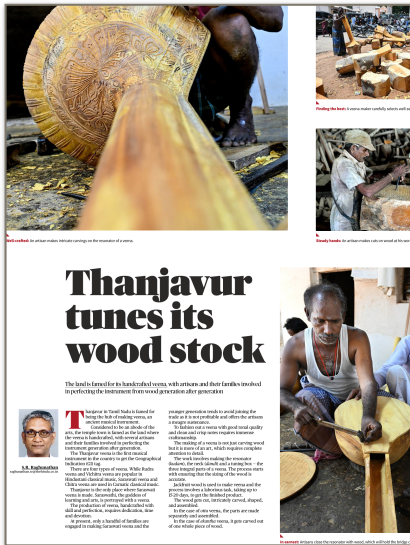 Well-crafted: An artisan makes intricate carvings on the resonator of a veena.
Finding the best: A veena maker carefully selects well-
Steady hands: An artisan makes cuts on wood at his
Thanjavur
tunes its
wood stock
The land is famed for its handcrafted veena, with artisans and their families involved
in perfecting the instrument from wood generation after generation
S.R. Raghunathan
Thanjavur in Tamil Nadu is famed for
being the hub of making veena, an
ancient musical instrument.
Considered to be an abode of the
arts, the temple town is famed as the land where
the veena is handcrafted, with several artisans
and their families involved in perfecting the
instrument generation after generation.
The Thanjavur veena is the first musical
instrument in the country to get the Geographical
Indication (GI) tag.
There are four types of veena. While Rudra
veena and Vichitra veena are popular in
Hindustani classical music, Saraswati veena and
Chitra veena are used in Carnatic classical music.
Thanjavur is the only place where Saraswati
veena is made. Saraswathi, the goddess of
learning and arts, is portrayed with a veena.
The production of veena, handcrafted with
skill and perfection, requires dedication, time
and devotion.
At present, only a handful of families are
engaged in making Saraswati veena and the
younger generation tends to avoid joining the
trade as it is not profitable and offers the artisans
a meagre sustenance.
To fashion out a veena with good tonal quality
and clean and crisp notes requires immense
craftsmanship.
The making of a veena is not just carving wood
but it is more of an art, which requires complete
attention to detail.
The work involves making the resonator
(kudam), the neck (dandi) and a tuning box – the
three integral parts of a veena. The process starts
with ensuring that the sizing of the wood is
accurate.
Jackfruit wood is used to make veena and the
process involves a laborious task, taking up to
15-20 days, to get the finished product.
The wood gets cut, intricately carved, shaped,
and assembled.
In the case of ottu veena, the parts are made
separately and assembled.
In the case of ekantha veena, it gets carved out
of one whole piece of wood.
In earnest: Artisans close the resonator with wood, which will hold the bridge